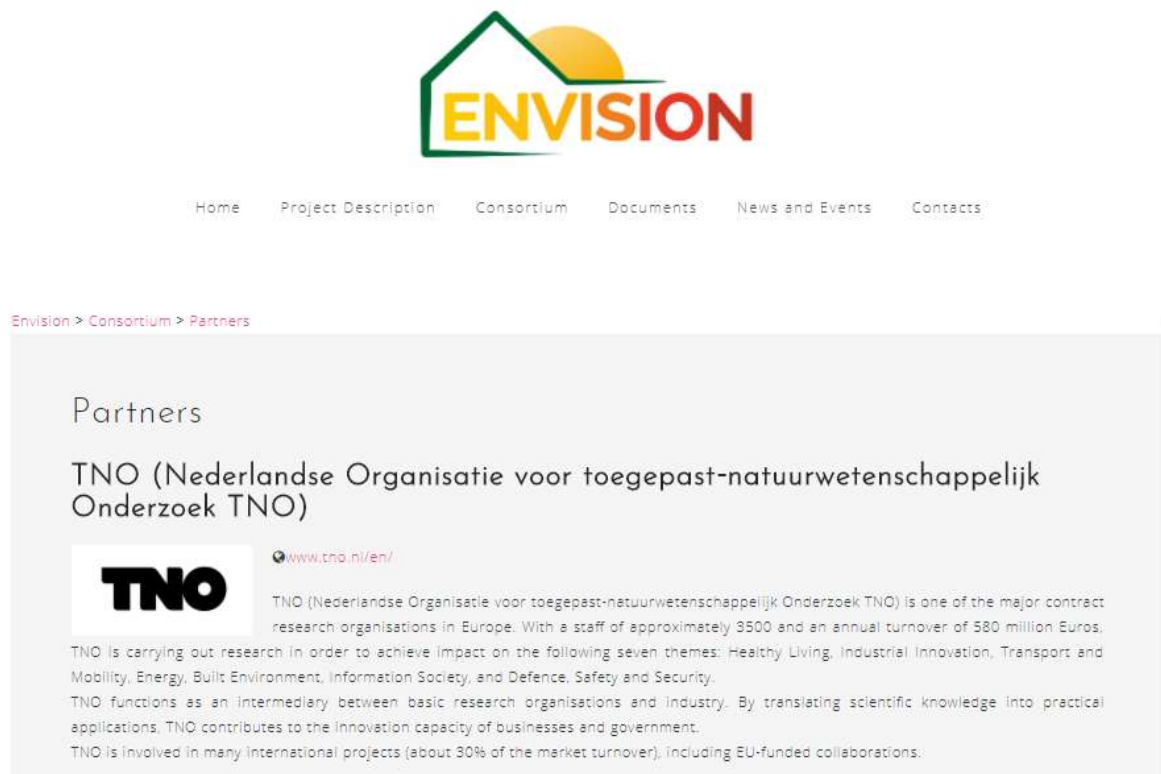 ENVISION
Home Project Description Consortium Documents News and Events Contacts
Envision > Consortium > Partners
Partners
TNO (Nederlandse Organisatie voor toegepast-natuurwetenschappelijk
Onderzoek TNO)
TNO
www.tno.nl/en/
TNO (Nederlandse Organisatie voor toegepast-natuurwetenschappelijk Onderzoek TNO) is one of the major contract
research organisations in Europe. With a staff of approximately 3500 and an annual turnover of 580 million Euros,
TNO is carrying out research in order to achieve impact on the following seven themes: Healthy Living, Industrial Innovation, Transport and
Mobility, Energy, Built Environment, Information Society, and Defence, Safety and Security.
TNO functions as an intermediary between basic research organisations and industry. By translating scientific knowledge into practical
applications, TNO contributes to the innovation capacity of businesses and government.
TNO is involved in many international projects (about 30% of the market turnover), including EU-funded collaborations.